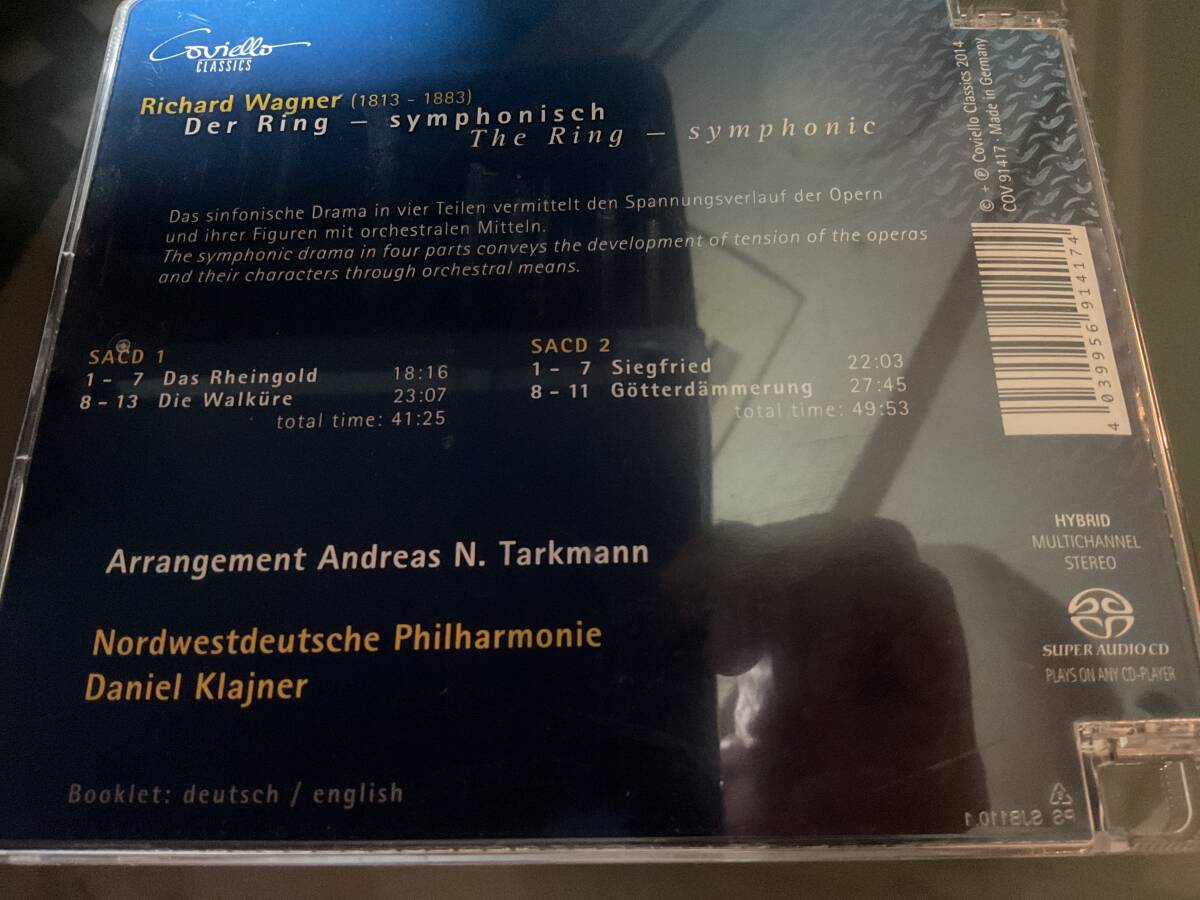 Coviello
CLASSICS
Richard Wagner (1813 - 1883)
Der Ring – symphonisch
The Ring – symphonic
Das sinfonische Drama in vier Teilen vermittelt den Spannungsverlauf der Opern
und ihrer Figuren mit orchestralen Mitteln.
The symphonic drama in four parts conveys the development of tension of the operas
and their characters through orchestral means.
SACD 1
1 - 7 Das Rheingold 18:16
8 - 13 Die Walküre 23:07
total time: 41:25
SACD 2
1 - 7 Siegfried 22:03
8 - 11 Götterdämmerung 27:45
total time: 49:53
Arrangement Andreas N. Tarkmann
Nordwestdeutsche Philharmonie
Daniel Klajner
Booklet: deutsch / english
© + ℗ Coviello Classics 2014
COV 91417 · Made in Germany
4 039956 914174
HYBRID
MULTICHANNEL
STEREO
SUPER AUDIO CD
PLAYS ON ANY CD-PLAYER
PS SJB110.1